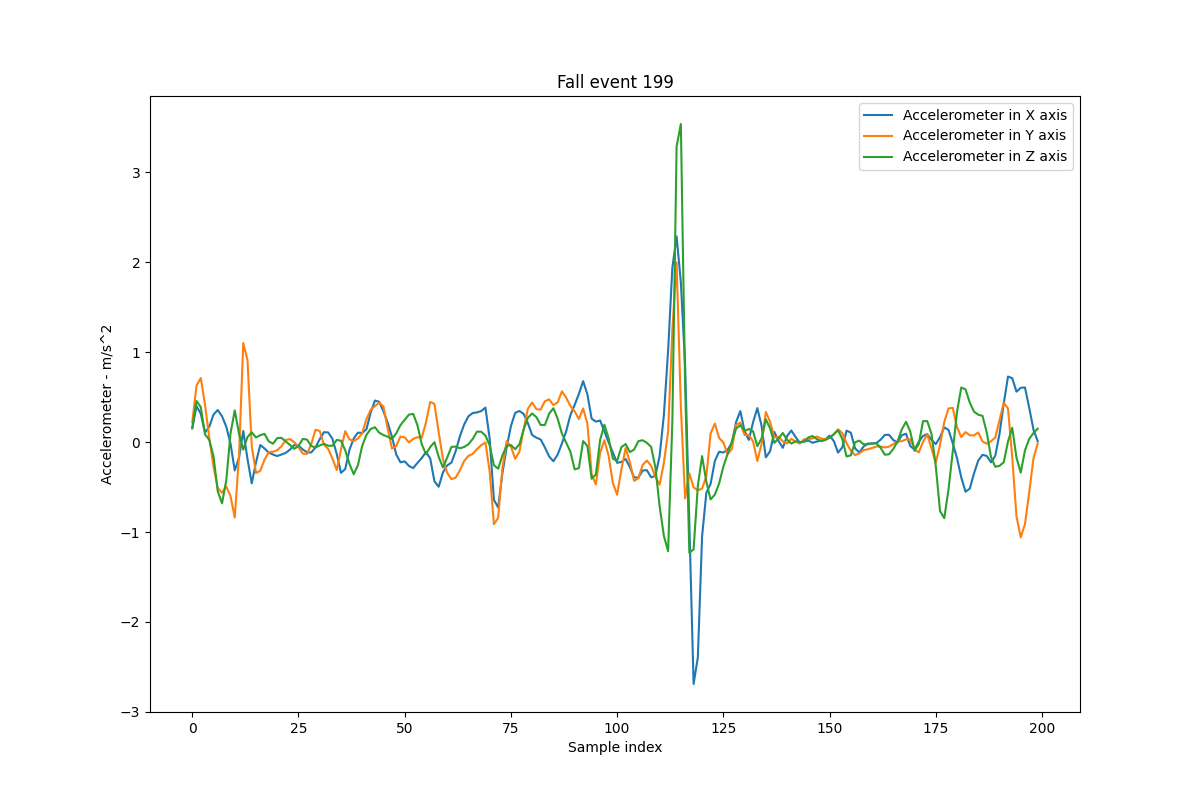 Fall event 199
Accelerometer in X axis
Accelerometer in Y axis
Accelerometer in Z axis
Accelerometer - m/s^2
3
2
1
0
−1
−2
−3
0 25 50 75 100 125 150 175 200
Sample index